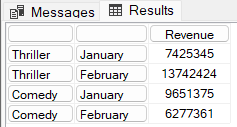 Messages Results
Revenue
Thriller January 7425345
Thriller February 13742424
Comedy January 9651375
Comedy February 6277361